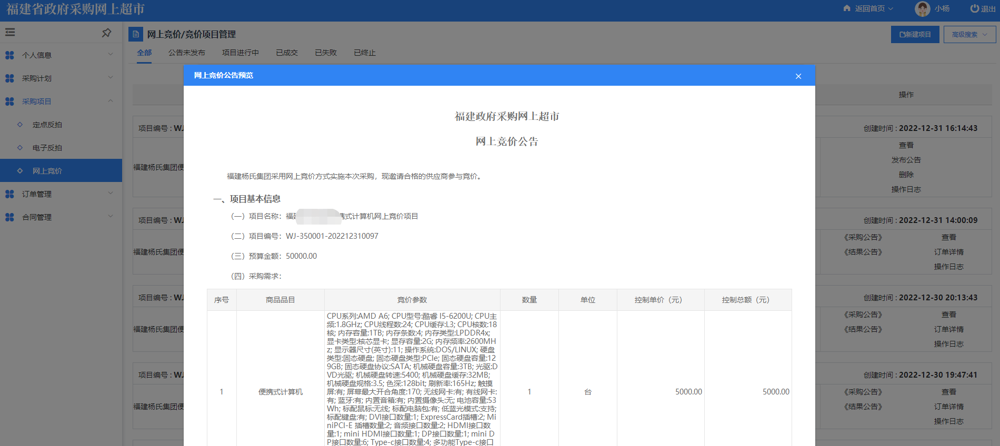 福建省政府采购网上超市
返回首页
小杨
退出
网上竞价/竞价项目管理
新建项目
高级搜索
全部
公告未发布
项目进行中
已成交
已失败
已终止
个人信息
采购计划
采购项目
定点反拍
电子反拍
网上竞价
订单管理
合同管理
操作
项目编号 : WJ
创建时间 : 2022-12-31 16:14:43
福建杨氏集团便
查看
发布公告
删除
操作日志
项目编号 : WJ
创建时间 : 2022-12-31 14:00:09
福建杨氏集团便
《采购公告》
查看
《结果公告》
订单详情
操作日志
项目编号 : WJ
创建时间 : 2022-12-30 20:13:43
福建杨氏集团便
《采购公告》
查看
《结果公告》
订单详情
操作日志
项目编号 : WJ
创建时间 : 2022-12-30 19:47:41
福建杨氏集团便
《采购公告》
查看
《结果公告》
订单详情
操作日志
网上竞价公告预览
福建政府采购网上超市
网上竞价公告
福建杨氏集团采用网上竞价方式实施本次采购，现邀请合格的供应商参与竞价。
一、项目基本信息
（一）项目名称：福建 携式计算机网上竞价项目
（二）项目编号：WJ-350001-202212310097
（三）预算金额：50000.00
（四）采购需求：
序号
商品品目
竞价参数
数量
单位
控制单价（元）
控制总额（元）
1
便携式计算机
CPU系列:AMD A6; CPU型号:酷睿 I5-6200U; CPU主
频:1.8GHz; CPU线程数:24; CPU缓存:L3; CPU核数:18
核; 内存容量:1TB; 内存条数:4; 内存类型:LPDDR4x;
显卡类型:核芯显卡; 显存容量:2G; 内存频率:2600MH
z; 显示器尺寸(英寸):11; 操作系统:DOS/LINUX; 硬盘
类型:固态硬盘; 固态硬盘类型:PCIe; 固态硬盘容量:12
9GB; 固态硬盘协议:SATA; 机械硬盘容量:3TB; 光驱:D
VD光驱; 机械硬盘转速:5400; 机械硬盘缓存:32MB;
机械硬盘规格:3.5; 色深:128bit; 刷新率:165Hz; 触摸
屏:有; 屏幕最大开合角度:170; 无线网卡:有; 有线网卡:
有; 蓝牙:有; 内置音箱:有; 内置摄像头:无; 电池容量:53
Wh; 标配鼠标:无线; 标配电脑包:有; 低蓝光模式:支持;
标配键盘:有; DVI接口数量:1; ExpressCard插槽:2; Mi
niPCI-E 插槽数量:2; 音频接口数量:2; HDMI接口数
量:1; mini HDMI接口数量:1; DP接口数量:1; mini D
P接口数量:6; Type-c接口数量:4; 多功能Type-c接口
1
台
5000.00
5000.00